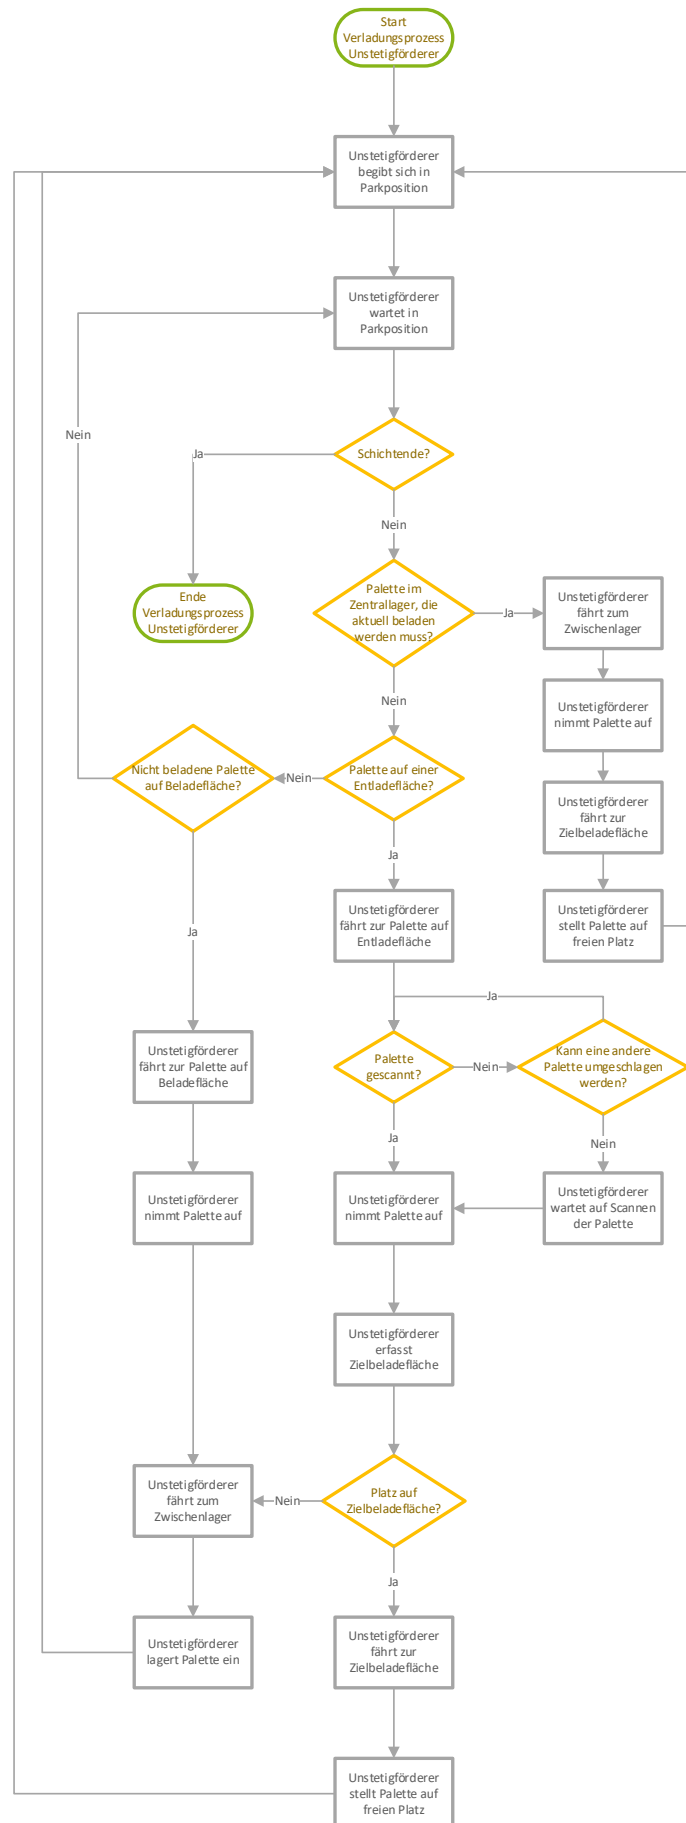 Start
Verladungsprozess
Unstetigförderer
Unstetigförderer
begibt sich in
Parkposition
Unstetigförderer
wartet in
Parkposition
Nein
Ja
Schichtende?
Nein
Ende
Verladungsprozess
Unstetigförderer
Palette im
Zentrallager, die
aktuell beladen
werden muss?
Ja
Unstetigförderer
fährt zum
Zwischenlager
Nein
Unstetigförderer
nimmt Palette auf
Nicht beladene Palette
auf Beladefläche?
Nein
Palette auf einer
Entladefläche?
Unstetigförderer
fährt zur
Zielbeladefläche
Ja
Ja
Unstetigförderer
fährt zur Palette auf
Entladefläche
Unstetigförderer
stellt Palette auf
freien Platz
Ja
Unstetigförderer
fährt zur Palette auf
Beladefläche
Palette
gescannt?
Nein
Kann eine andere
Palette umgeschlagen
werden?
Ja
Nein
Unstetigförderer
nimmt Palette auf
Unstetigförderer
nimmt Palette auf
Unstetigförderer
wartet auf Scannen
der Palette
Unstetigförderer
erfasst
Zielbeladefläche
Unstetigförderer
fährt zum
Zwischenlager
Nein
Platz auf
Zielbeladefläche?
Ja
Unstetigförderer
lagert Palette ein
Unstetigförderer
fährt zur
Zielbeladefläche
Unstetigförderer
stellt Palette auf
freien Platz